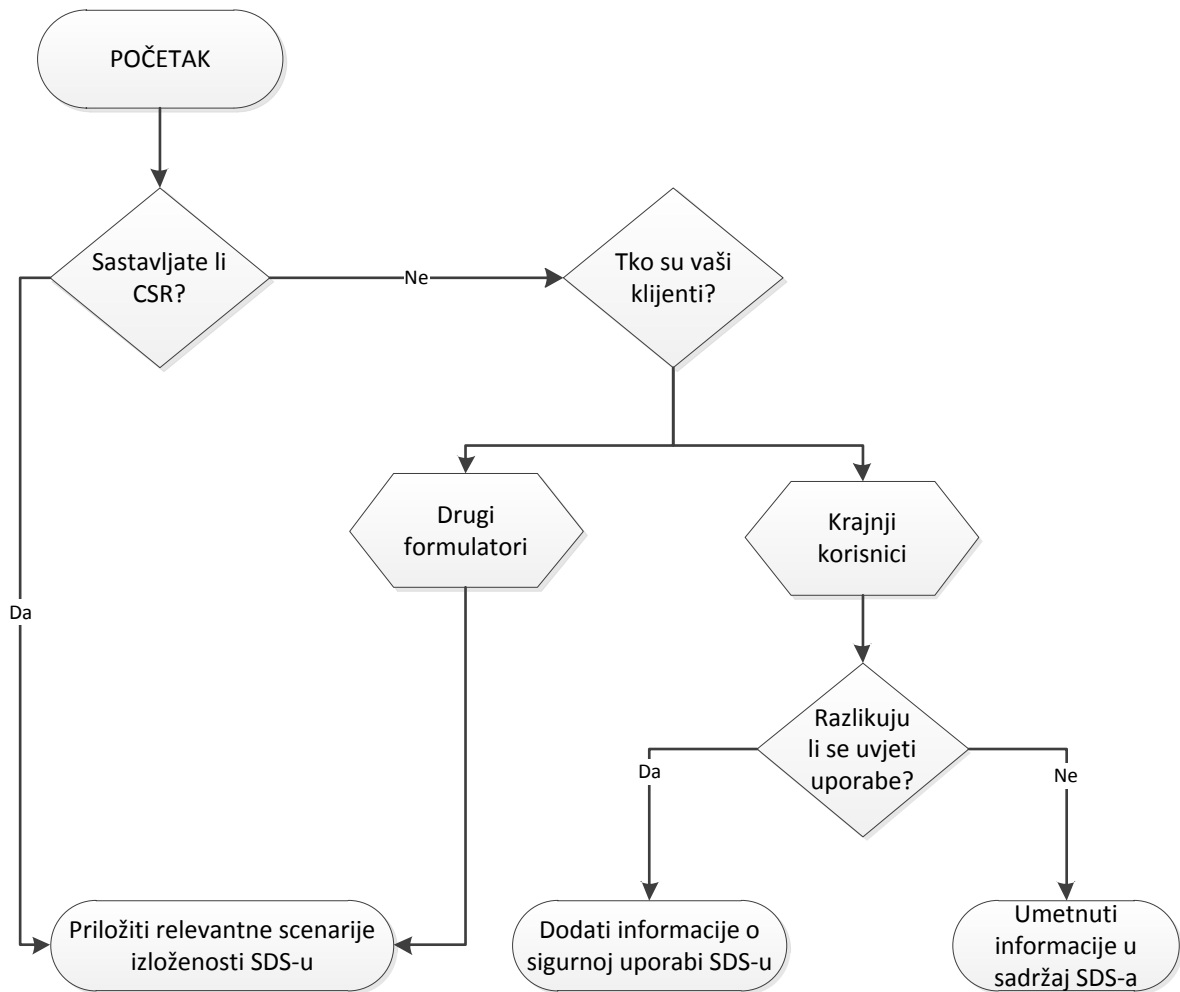 POČETAK
Sastavljate li
CSR?
Ne
Tko su vaši
klijenti?
Drugi
formulatori
Krajnji
korisnici
Da
Razlikuju
li se uvjeti
uporabe?
Da
Ne
Priložiti relevantne scenarije
izloženosti SDS-u
Dodati informacije o
sigurnoj uporabi SDS-u
Umetnuti
informacije u
sadržaj SDS-a